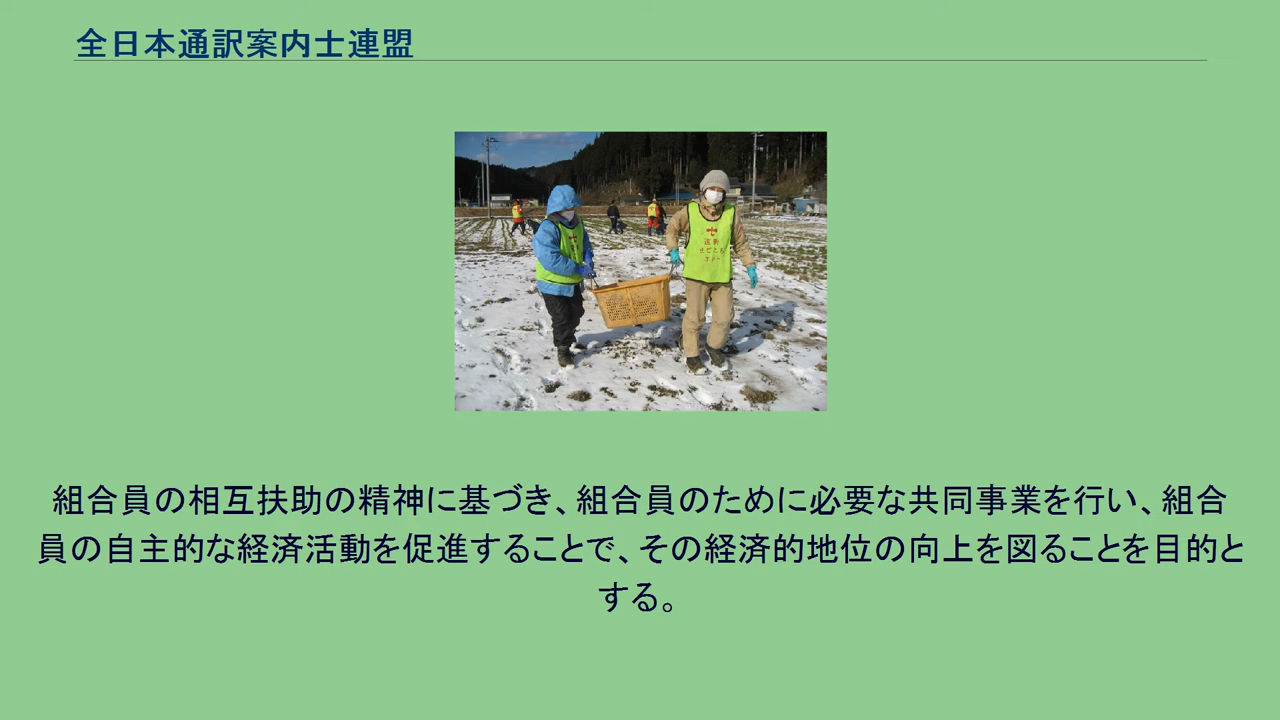 全日本通訳案内士連盟
組合員の相互扶助の精神に基づき、組合員のために必要な共同事業を行い、組合
員の自主的な経済活動を促進することで、その経済的地位の向上を図ることを目的と
する。